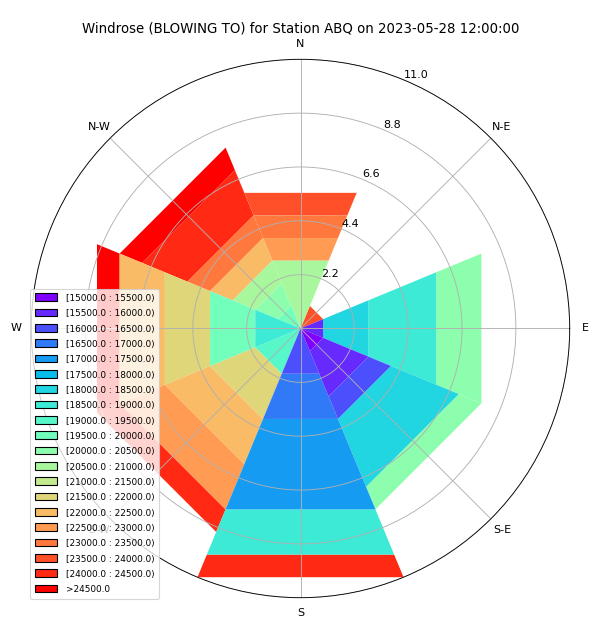 Windrose (BLOWING TO) for Station ABQ on 2023-05-28 12:00:00
N
11.0
N-W
8.8
N-E
6.6
4.4
2.2
W
E
[15000.0 : 15500.0)
[15500.0 : 16000.0)
[16000.0 : 16500.0)
[16500.0 : 17000.0)
[17000.0 : 17500.0)
[17500.0 : 18000.0)
[18000.0 : 18500.0)
[18500.0 : 19000.0)
[19000.0 : 19500.0)
[19500.0 : 20000.0)
[20000.0 : 20500.0)
[20500.0 : 21000.0)
[21000.0 : 21500.0)
[21500.0 : 22000.0)
[22000.0 : 22500.0)
[22500.0 : 23000.0)
[23000.0 : 23500.0)
[23500.0 : 24000.0)
[24000.0 : 24500.0)
>24500.0
S-E
S